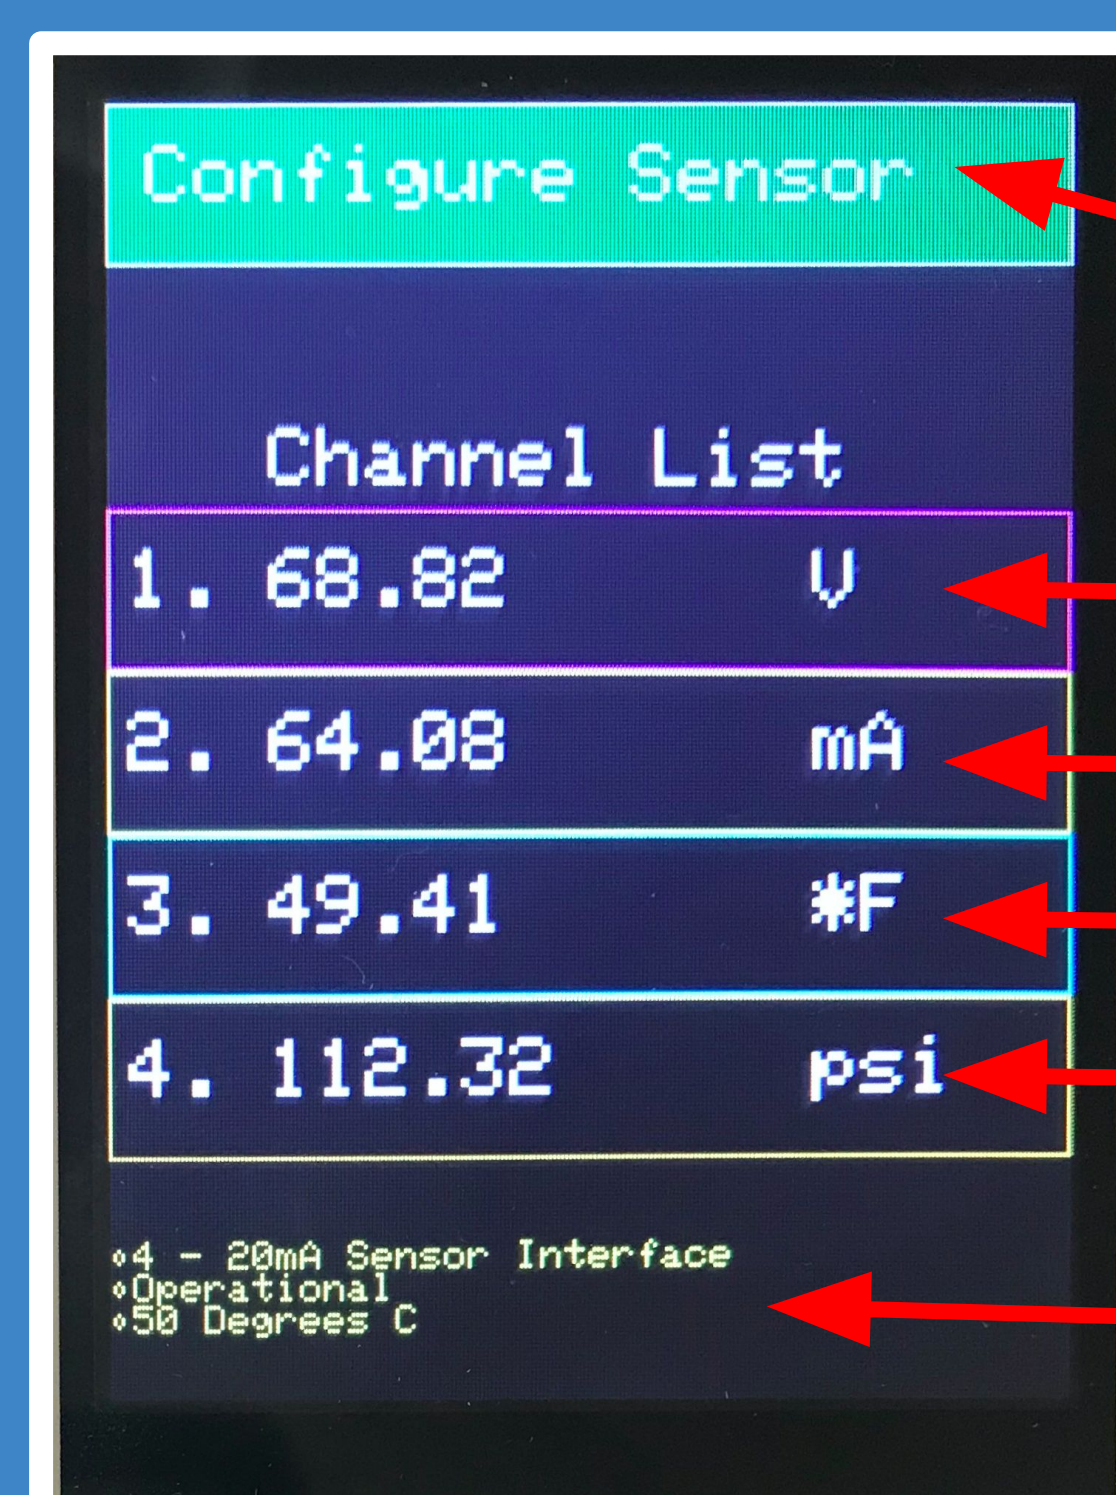 Configure Sensor
Channel List
1. 68.82 V
2. 64.08 mA
3. 49.41 *F
4. 112.32 psi
⋄4 - 20mA Sensor Interface
⋄Operational
⋄50 Degrees C